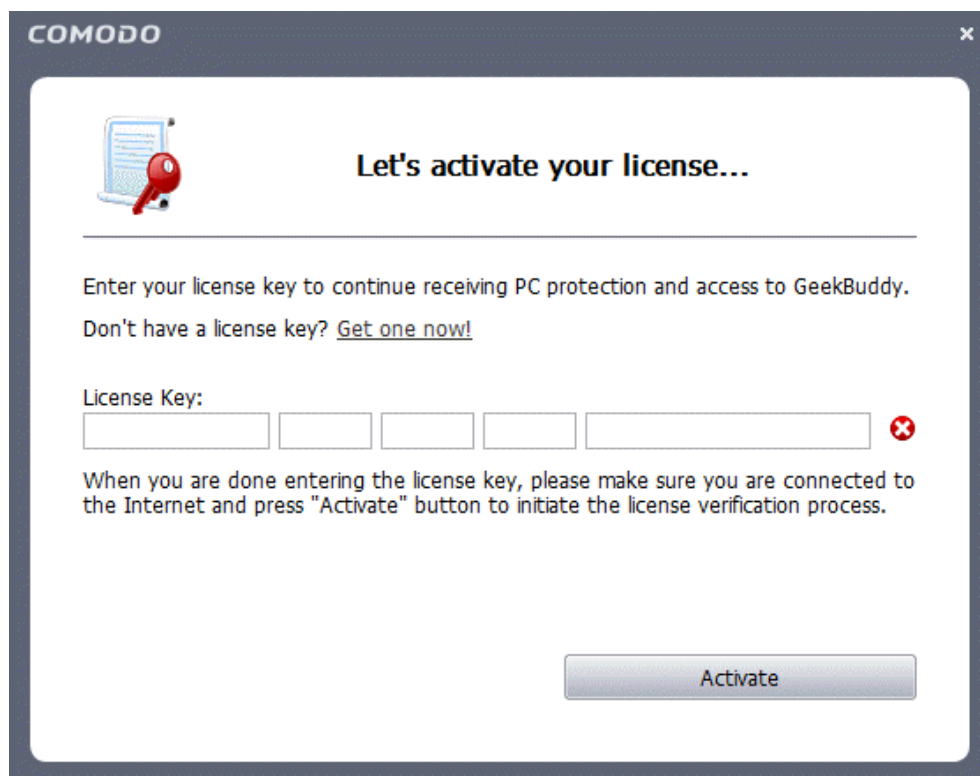 COMODO
Let's activate your license...
Enter your license key to continue receiving PC protection and access to GeekBuddy.
Don't have a license key? Get one now!
License Key:
When you are done entering the license key, please make sure you are connected to
the Internet and press "Activate" button to initiate the license verification process.
Activate